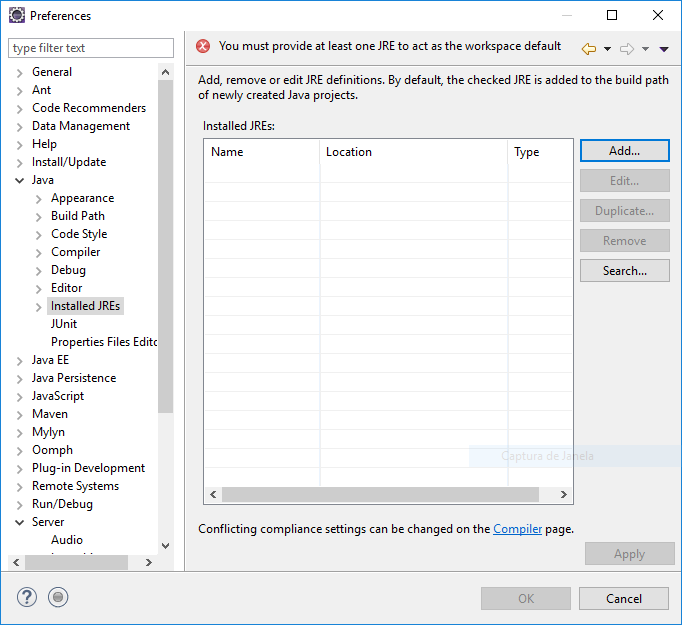 Preferences
type filter text
General
Ant
Code Recommenders
Data Management
Help
Install/Update
Java
Appearance
Build Path
Code Style
Compiler
Debug
Editor
Installed JREs
JUnit
Properties Files Edito
Java EE
Java Persistence
JavaScript
Maven
Mylyn
Oomph
Plug-in Development
Remote Systems
Run/Debug
Server
Audio
You must provide at least one JRE to act as the workspace default
Add, remove or edit JRE definitions. By default, the checked JRE is added to the build path
of newly created Java projects.
Installed JREs:
Name Location Type
Add...
Edit...
Duplicate...
Remove
Search...
Captura de Janela
Conflicting compliance settings can be changed on the Compiler page.
Apply
?
OK Cancel